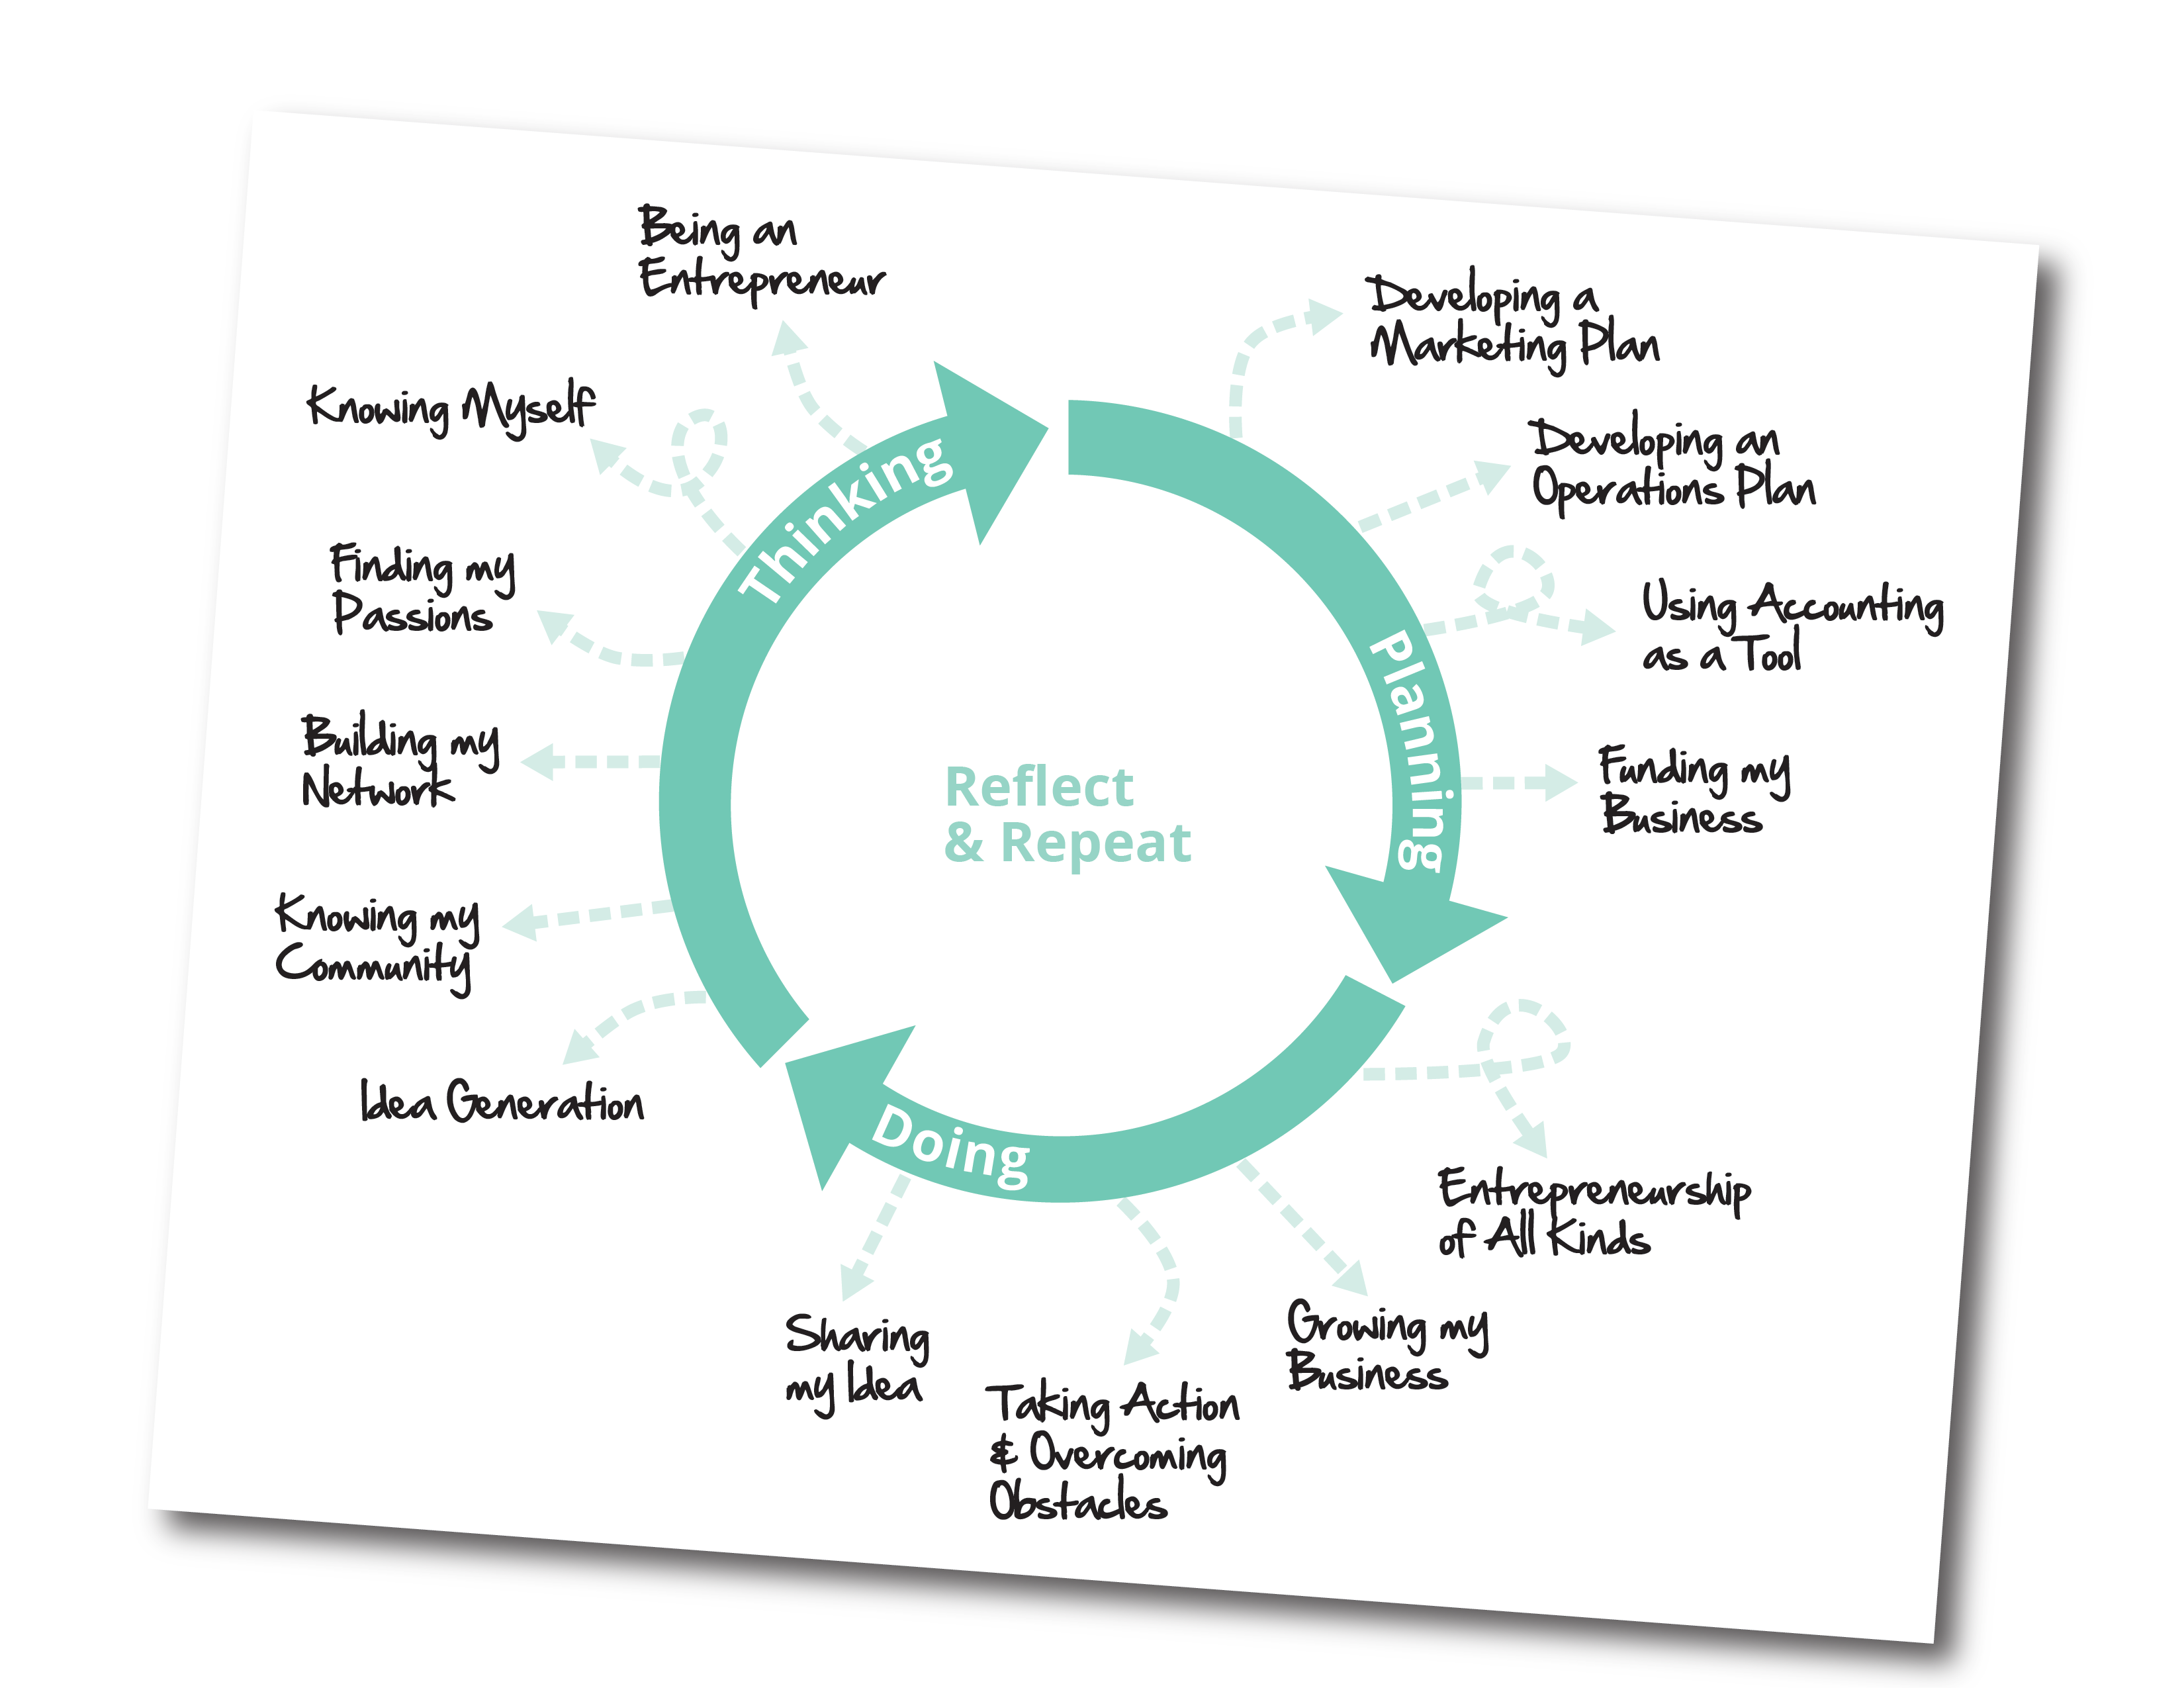 Being an
Entrepreneur
Knowing Myself
Finding my
Passions
Building my
Network
Knowing my
Community
Idea Generation
Thinking
Developing a
Marketing Plan
Developing an
Operations Plan
Using Accounting
as a Tool
Funding my
Business
Planning
Reflect
& Repeat
Entrepreneurship
of All Kinds
Growing my
Business
Taking Action
& Overcoming
Obstacles
Sharing
my Idea
Doing